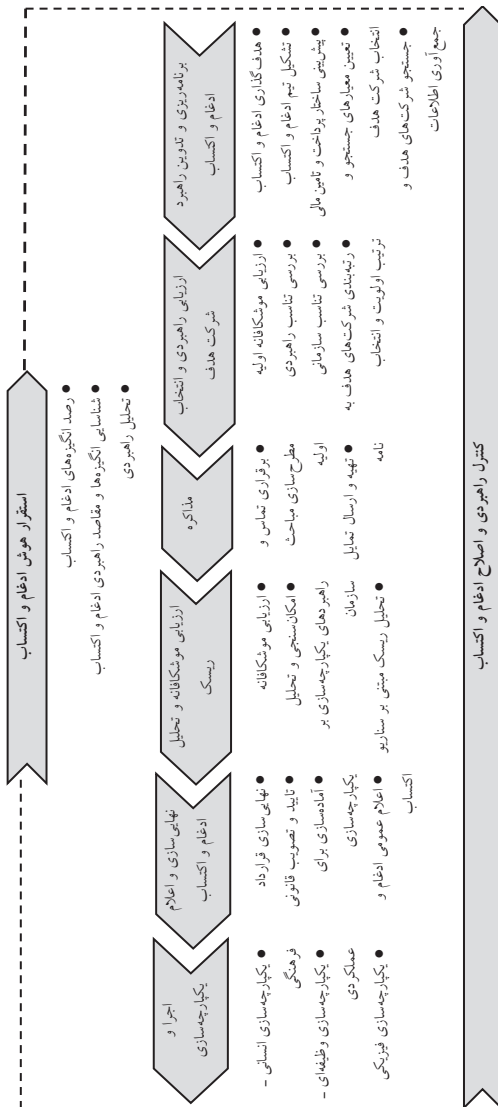 استقرار هوش ادغام و اکتساب
● رصد انگیزه‌های ادغام و اکتساب
● شناسایی انگیزه‌ها و مقاصد راهبردی ادغام و اکتساب
● تحلیل راهبردی
برنامه‌ریزی و تدوین راهبرد
ادغام و اکتساب
● هدف‌گذاری ادغام و اکتساب
● تشکیل تیم ادغام و اکتساب
● پیش‌بینی ساختار پرداخت و تامین مالی
● تعیین معیارهای جستجو و
انتخاب شرکت هدف
● جستجو شرکت‌های هدف و
جمع‌آوری اطلاعات
ارزیابی راهبردی و انتخاب
شرکت هدف
● ارزیابی موشکافانه اولیه
● بررسی تناسب راهبردی
● بررسی تناسب سازمانی
● رتبه‌بندی شرکت‌های هدف به
ترتیب اولویت و انتخاب
مذاکره
● برقراری تماس و
مطرح‌سازی مباحث
اولیه
● تهیه و ارسال تمایل
نامه
ارزیابی موشکافانه و تحلیل
ریسک
● ارزیابی موشکافانه
● امکان‌سنجی و تحلیل
راهبردهای یکپارچه‌سازی بر
سازمان
● تحلیل ریسک مبتنی بر سناریو
نهایی‌سازی و اعلام
ادغام و اکتساب
● نهایی‌سازی قرارداد
● تایید و تصویب قانونی
● آماده‌سازی برای
یکپارچه‌سازی
● اعلام عمومی ادغام و
اکتساب
اجرا و
یکپارچه‌سازی
● یکپارچه‌سازی انسانی –
فرهنگی
● یکپارچه‌سازی وظیفه‌ای –
عملکردی
● یکپارچه‌سازی فیزیکی
کنترل راهبردی و اصلاح ادغام و اکتساب